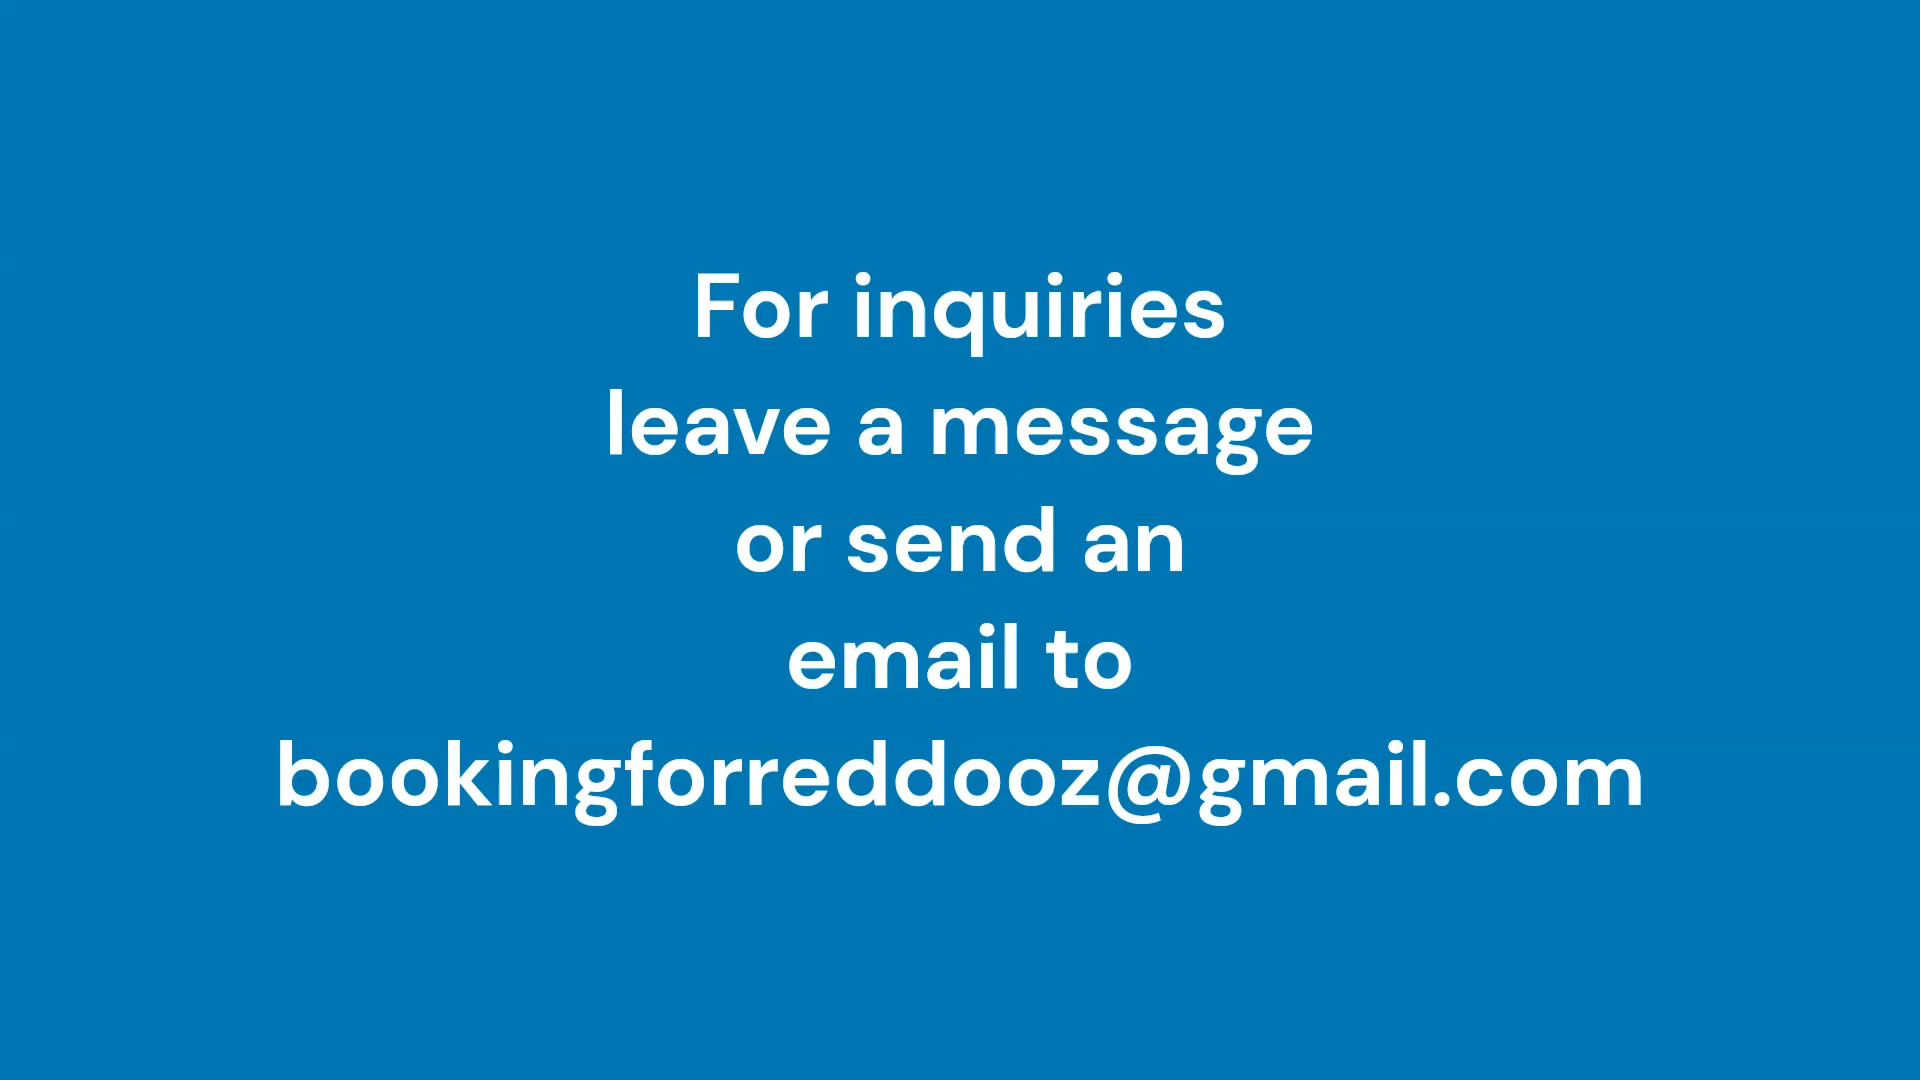 For inquiries
leave a message
or send an
email to
bookingforreddooz@gmail.com